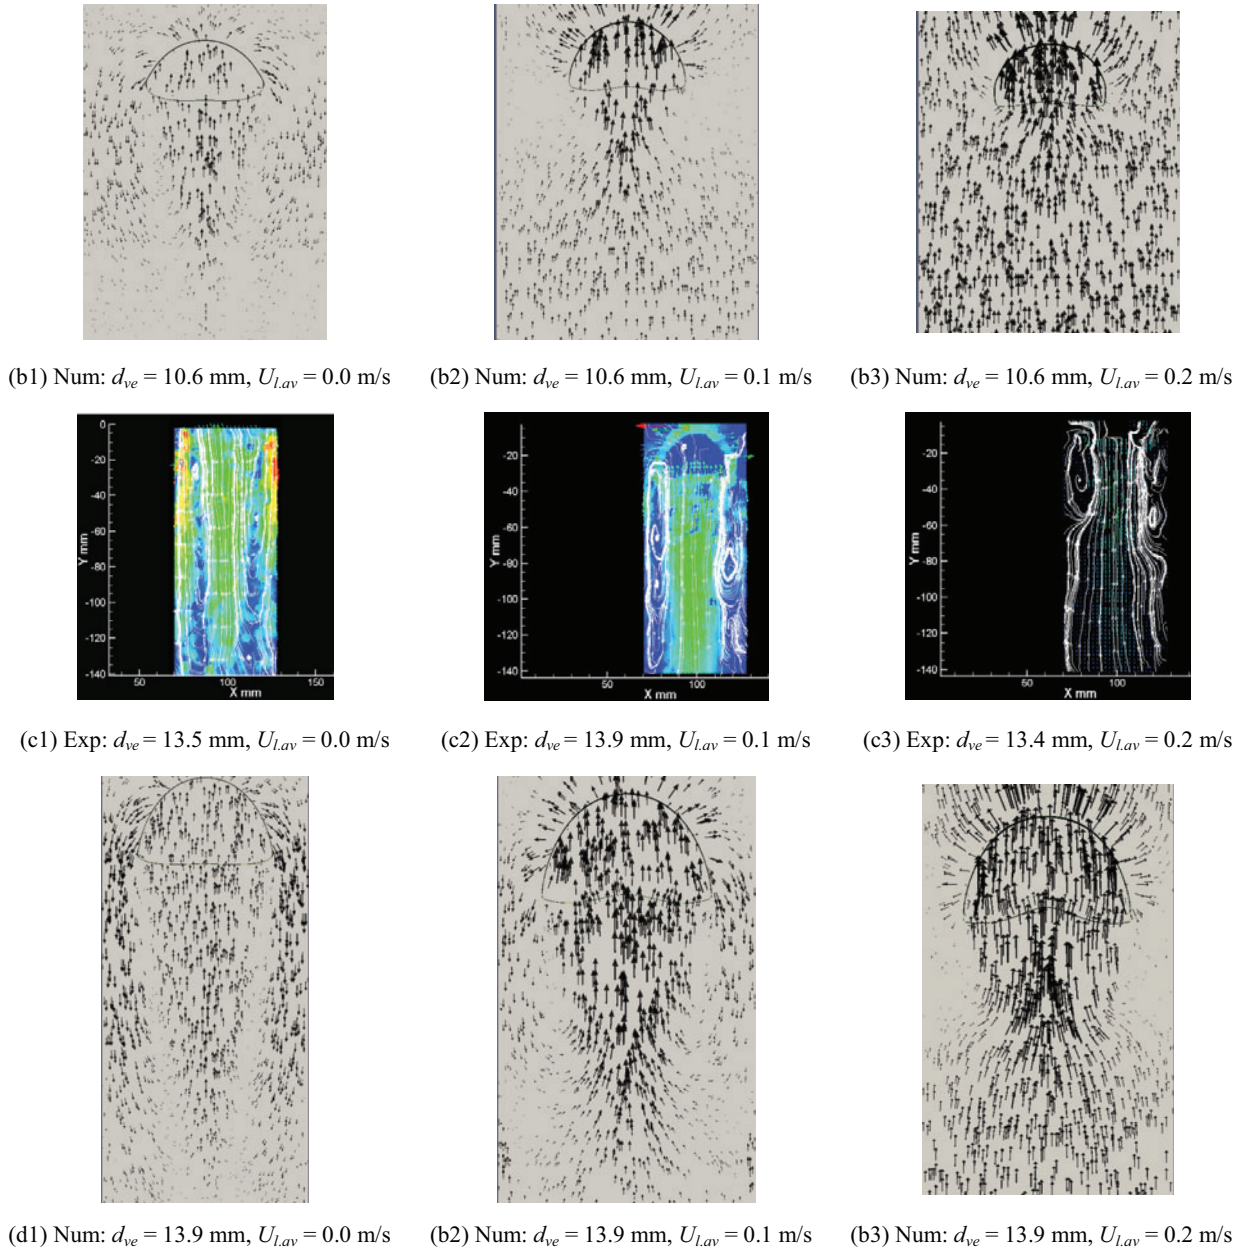 (b1) Num: dve = 10.6 mm, Ul.av = 0.0 m/s
(b2) Num: dve = 10.6 mm, Ul.av = 0.1 m/s
(b3) Num: dve = 10.6 mm, Ul.av = 0.2 m/s
0
-20
-40
-60
-80
-100
-120
-140
Y mm
50
100
150
X mm
0
-20
-40
-60
-80
-100
-120
-140
Y mm
50
100
X mm
0
-20
-40
-60
-80
-100
-120
-140
Y mm
50
100
X mm
(c1) Exp: dve = 13.5 mm, Ul.av = 0.0 m/s
(c2) Exp: dve = 13.9 mm, Ul.av = 0.1 m/s
(c3) Exp: dve = 13.4 mm, Ul.av = 0.2 m/s
(d1) Num: dve = 13.9 mm, Ul.av = 0.0 m/s
(b2) Num: dve = 13.9 mm, Ul.av = 0.1 m/s
(b3) Num: dve = 13.9 mm, Ul.av = 0.2 m/s